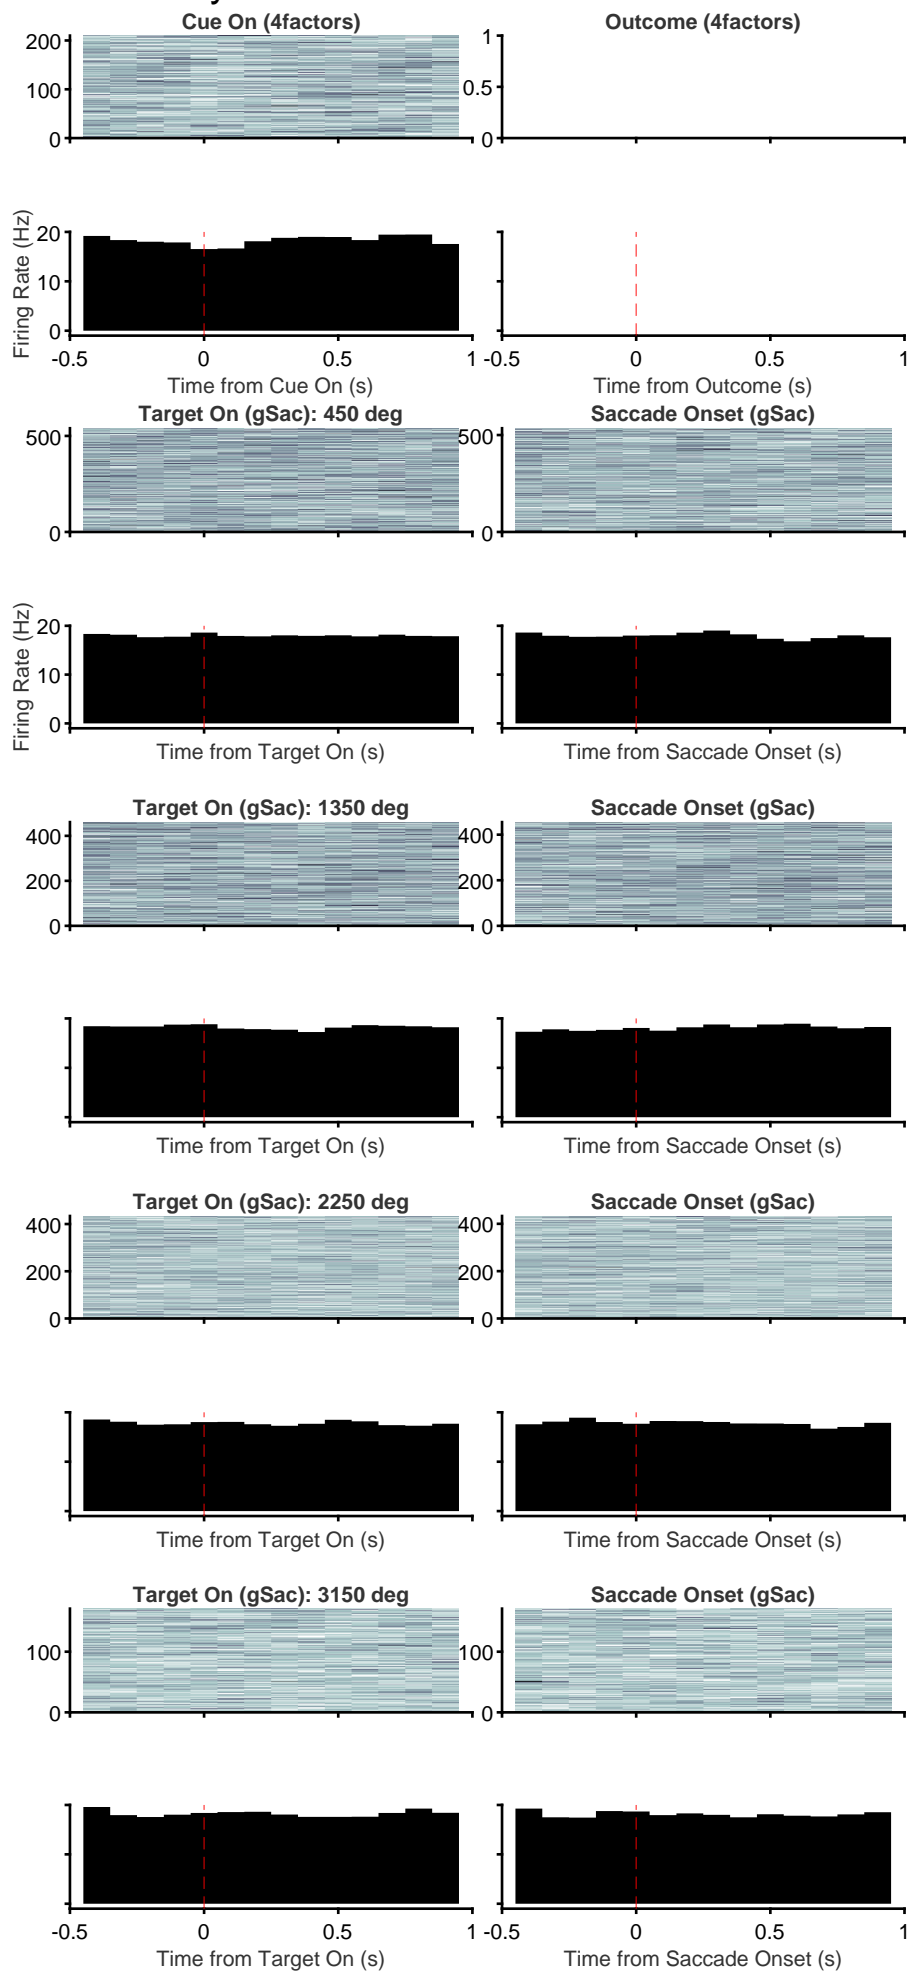 Cue On (4factors) Outcome (4factors)
200 1
100 0.5
0 0
Firing Rate (Hz)
20
10
0
-0.5 0 0.5 1 -0.5 0 0.5 1
Time from Cue On (s) Time from Outcome (s)
Target On (gSac): 450 deg Saccade Onset (gSac)
500 500
0 0
Firing Rate (Hz)
20
10
0
Time from Target On (s) Time from Saccade Onset (s)
Target On (gSac): 1350 deg Saccade Onset (gSac)
400 400
200 200
0 0
Time from Target On (s) Time from Saccade Onset (s)
Target On (gSac): 2250 deg Saccade Onset (gSac)
400 400
200 200
0 0
Time from Target On (s) Time from Saccade Onset (s)
Target On (gSac): 3150 deg Saccade Onset (gSac)
100 100
0 0
-0.5 0 0.5 1 -0.5 0 0.5 1
Time from Target On (s) Time from Saccade Onset (s)